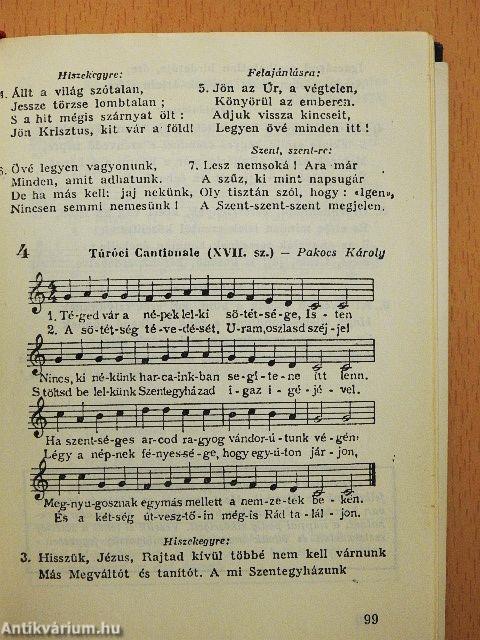 Hiszekegyre:
4. Állt a világ szótalan,
Jessze törzse lombtalan ;
S a hit mégis szárnyat ölt :
Jön Krisztus, kit vár a föld!
Felajánlásra:
5. Jön az Úr, a végtelen,
Könyörül az emberen.
Adjuk vissza kincseit,
Legyen övé minden itt !
6. Övé legyen vagyonunk,
Minden, amit adhatunk.
De ha más kell: jaj nekünk,
Nincsen semmi nemesünk !
Szent, szent-re:
7. Lesz nemsoká ! Ara már
A szűz, ki mint napsugár
Oly tisztán szól, hogy : «Igen»,
A Szent-szent-szent megjelen.
4 Túróci Cantionale (XVII. sz.) — Pakocs Károly
1. Té-ged vár a né-pek lel-ki sö-tét-sé-ge, Is-ten
2. A sö-tét-ség té-ve-dését, U-ram, oszlasd széj-jel
Nincs, ki né-künk har-ca-ink-ban se-gí-te-ne itt lenn.
S töltsd be lel-künk Szentegyházad i-gaz i-gé-jé-vel.
Ha szent-sé-ges ar-cod ra-gyog vándor-ú-tunk vé-gén:
Légy a nép-nek fé-nyes-sé-ge, hogy egy-ú-ton jár-jon,
Meg-nyu-gosznak egymás mellett a nem-ze-tek bé-kén.
És a két-ség út-vesz-tő-in még-is Rád ta-lál-jon.
Hiszekegyre:
3. Hisszük, Jézus, Rajtad kívül többé nem kell várnunk
Más Megváltót és tanítót. A mi Szentegyházunk
99
Antikvárium.hu